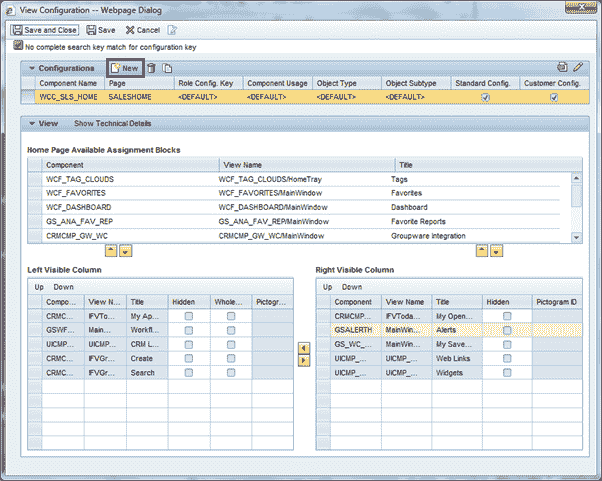 View Configuration -- Webpage Dialog
Save and Close Save Cancel
No complete search key match for configuration key
Configurations New
Component Name Page Role Config. Key Component Usage Object Type Object Subtype Standard Config. Customer Config.
WCC_SLS_HOME SALESHOME <DEFAULT> <DEFAULT> <DEFAULT> <DEFAULT>
View Show Technical Details
Home Page Available Assignment Blocks
Component View Name Title
WCF_TAG_CLOUDS WCF_TAG_CLOUDS/HomeTray Tags
WCF_FAVORITES WCF_FAVORITES/MainWindow Favorites
WCF_DASHBOARD WCF_DASHBOARD/MainWindow Dashboard
GS_ANA_FAV_REP GS_ANA_FAV_REP/MainWindow Favorite Reports
CRMCMP_GW_WC CRMCMP_GW_WC/MainWindow Groupware Integration
Left Visible Column
Up Down
Compo... View N... Title Hidden Whole... Pictogr...
CRMC... IFVTo... My Ap...
GSWF... Main... Workfl...
UICMP... UICMP... CRM L...
CRMC... IFVGr... Create
CRMC... IFVGr... Search
Right Visible Column
Up Down
Component View Name Title Hidden Pictogram ID
CRMCMP... IFVToda... My Open...
GSALERTH MainWin... Alerts
GS_WC_... MainWin... My Save...
UICMP_... UICMP_... Web Links
UICMP_... UICMP_... Widgets